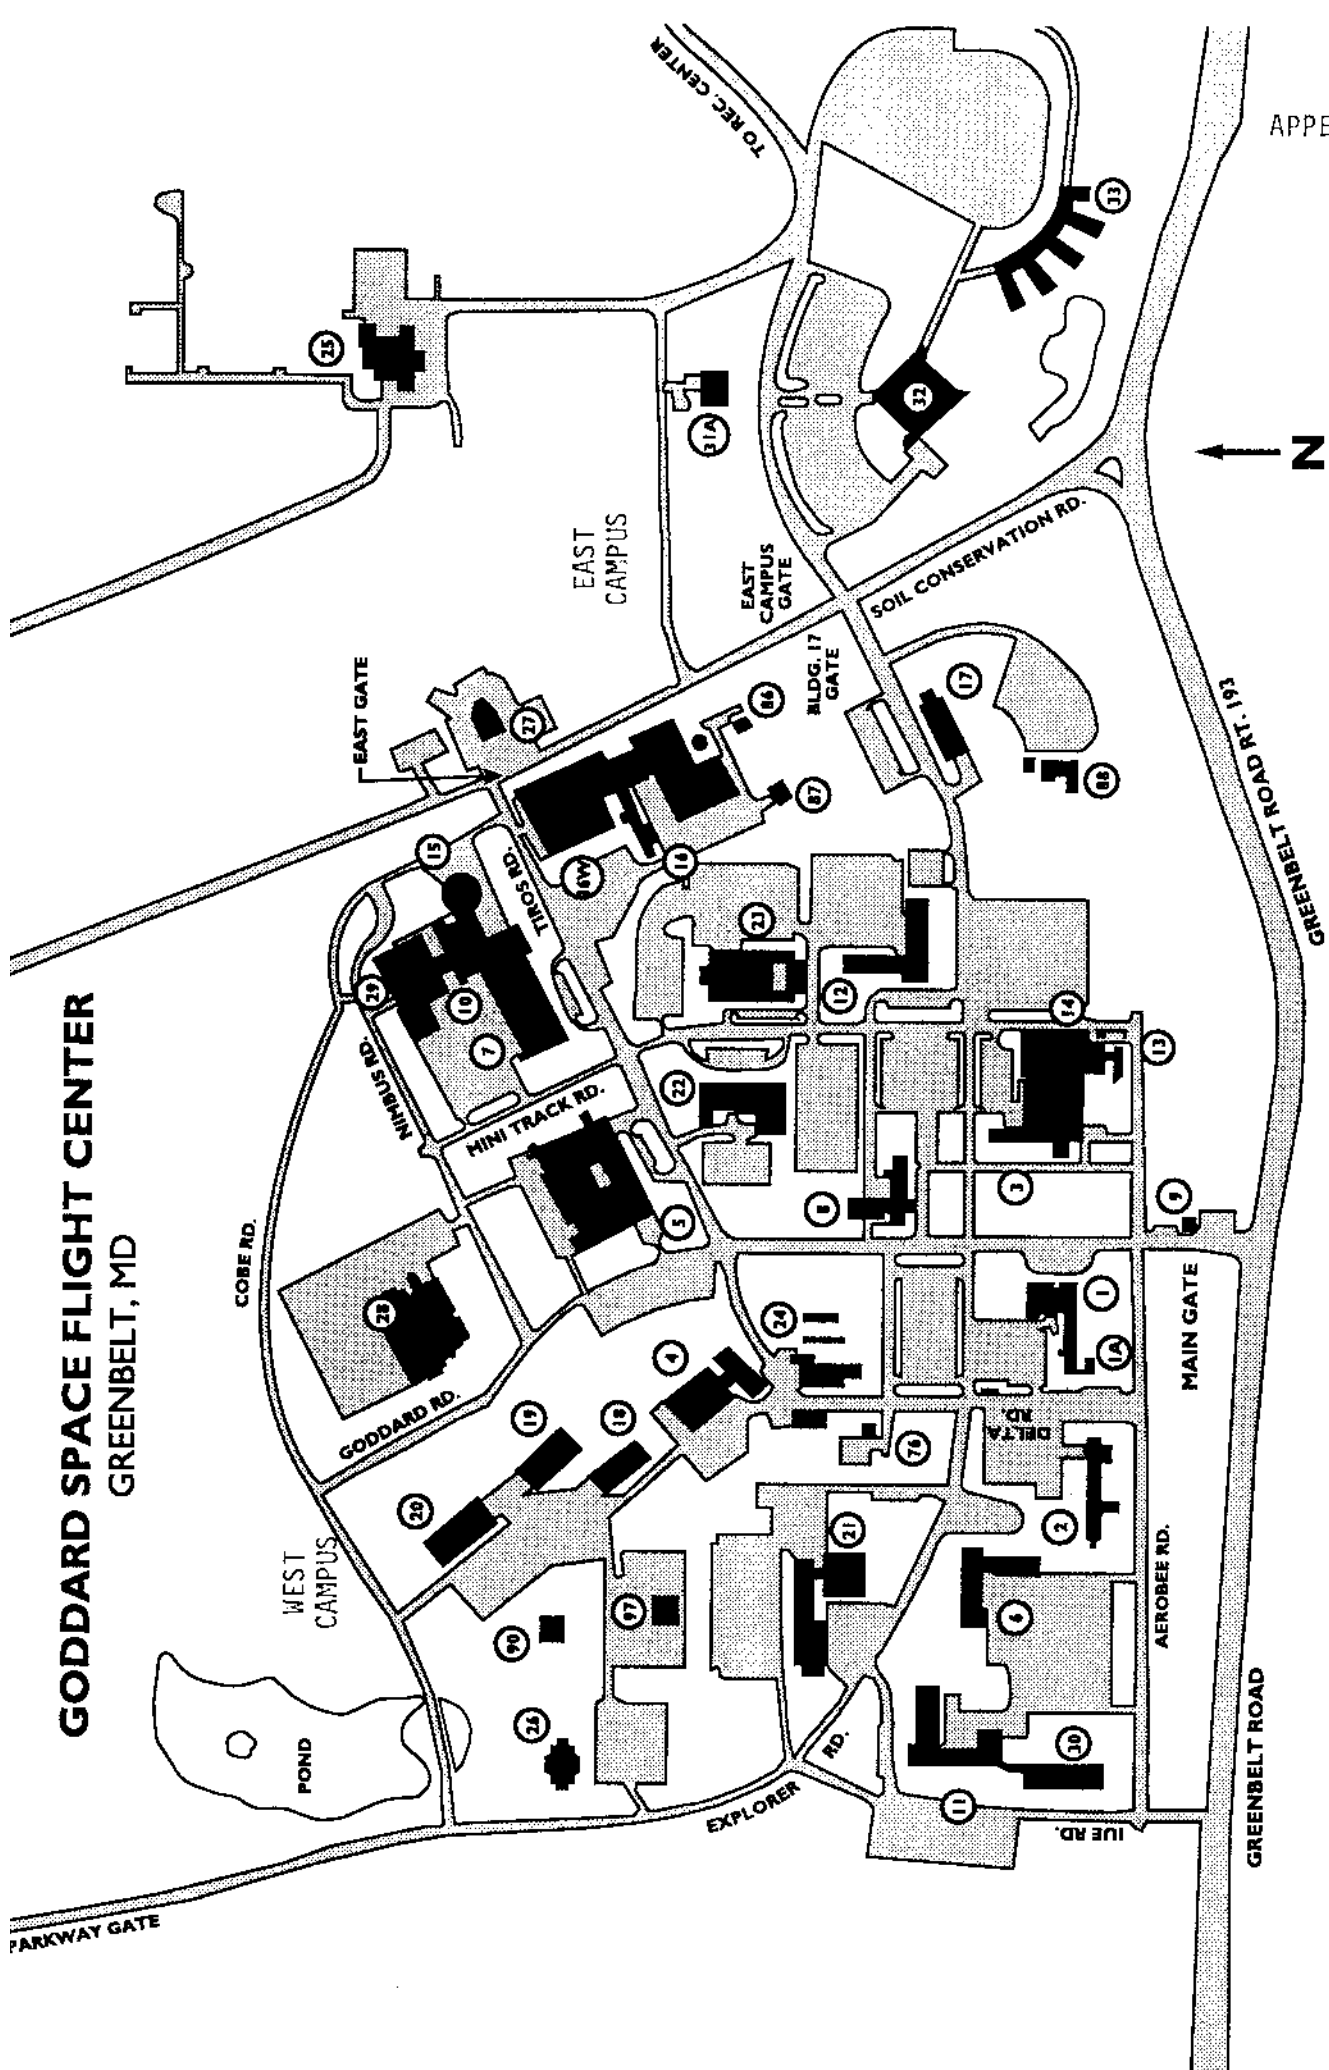 GODDARD SPACE FLIGHT CENTER
GREENBELT, MD
APPE
TO REC. CENTER
33
25
32
31A
N
EAST
CAMPUS
EAST
CAMPUS
GATE
SOIL CONSERVATION RD.
BLDG. 17
GATE
EAST GATE
27
86
17
87
88
GREENBELT ROAD RT. 193
15
TIROS RD.
16W
16
23
29
10
7
12
14
13
NIMBUS RD.
MINI TRACK RD.
22
5
8
3
9
COBE RD.
28
24
1
1A
MAIN GATE
4
GODDARD RD.
19
18
DELTA
RD.
76
20
21
2
WEST
CAMPUS
97
90
6
AEROBEE RD.
26
POND
RD.
30
EXPLORER
11
IUE RD.
GREENBELT ROAD
PARKWAY GATE